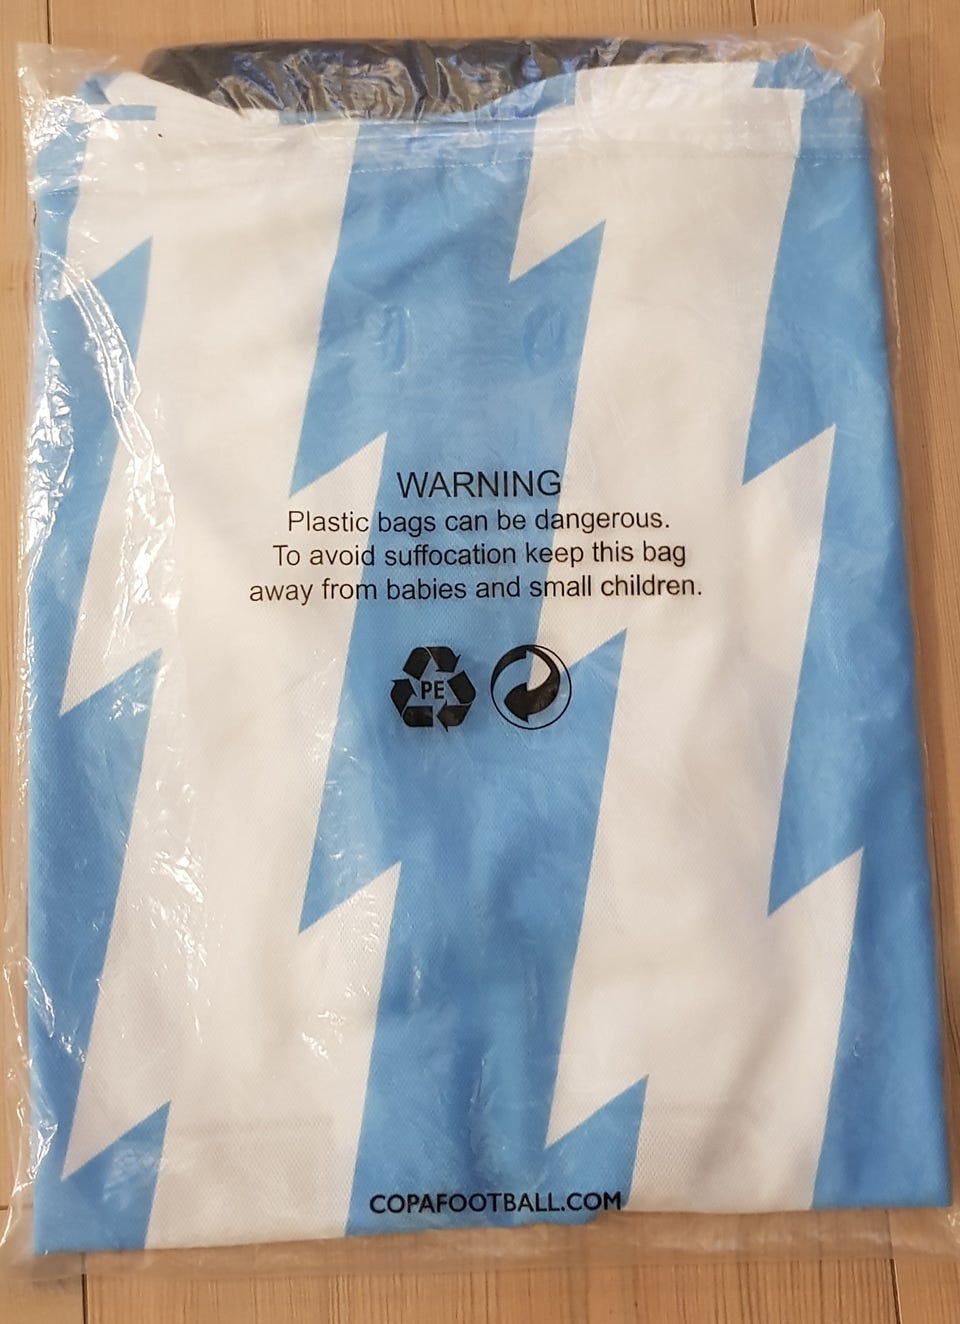 WARNING
Plastic bags can be dangerous.
To avoid suffocation keep this bag
away from babies and small children.
PE
COPAFOOTBALL.COM